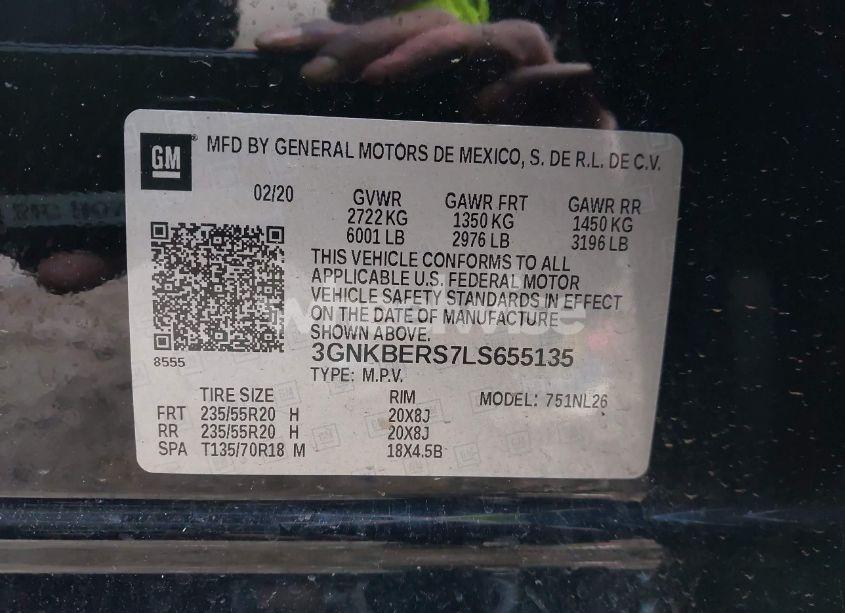 GM
MFD BY GENERAL MOTORS DE MEXICO, S. DE R.L. DE C.V.
02/20 GVWR GAWR FRT GAWR RR
2722 KG 1350 KG 1450 KG
6001 LB 2976 LB 3196 LB
THIS VEHICLE CONFORMS TO ALL
APPLICABLE U.S. FEDERAL MOTOR
VEHICLE SAFETY STANDARDS IN EFFECT
ON THE DATE OF MANUFACTURE
SHOWN ABOVE.
8555 3GNKBERS7LS655135
TYPE: M.P.V.
TIRE SIZE RIM MODEL: 751NL26
FRT 235/55R20 H 20X8J
RR 235/55R20 H 20X8J
SPA T135/70R18 M 18X4.5B